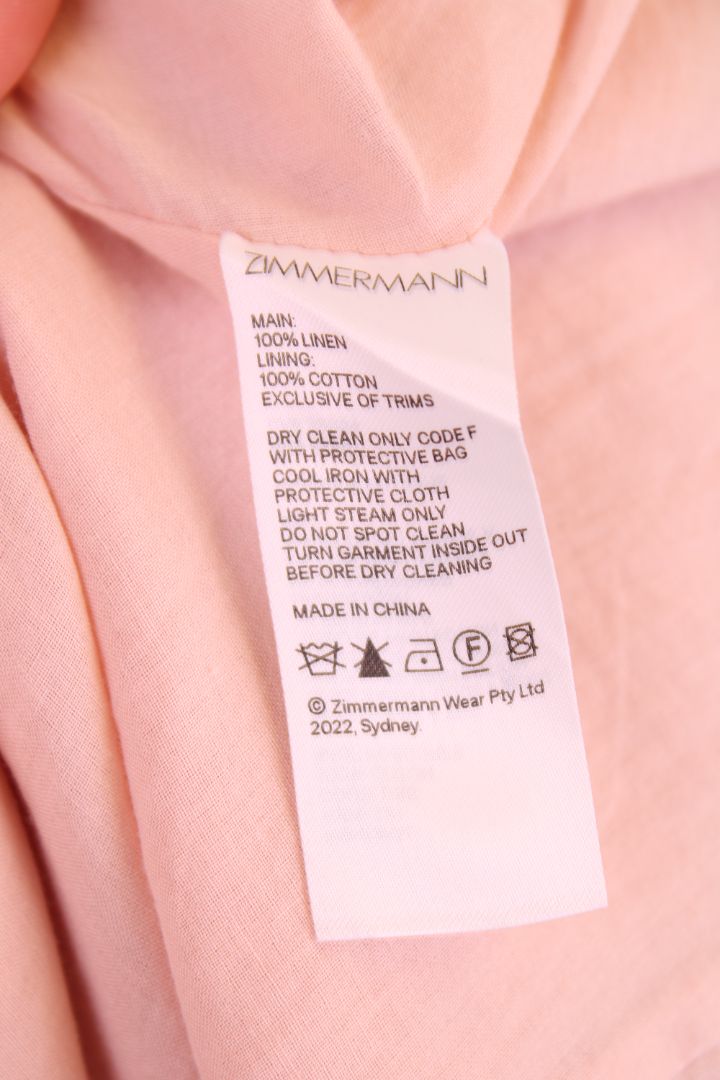 ZIMMERMANN
MAIN:
100% LINEN
LINING:
100% COTTON
EXCLUSIVE OF TRIMS
DRY CLEAN ONLY CODE F
WITH PROTECTIVE BAG
COOL IRON WITH
PROTECTIVE CLOTH
LIGHT STEAM ONLY
DO NOT SPOT CLEAN
TURN GARMENT INSIDE OUT
BEFORE DRY CLEANING
MADE IN CHINA
F
© Zimmermann Wear Pty Ltd
2022, Sydney.